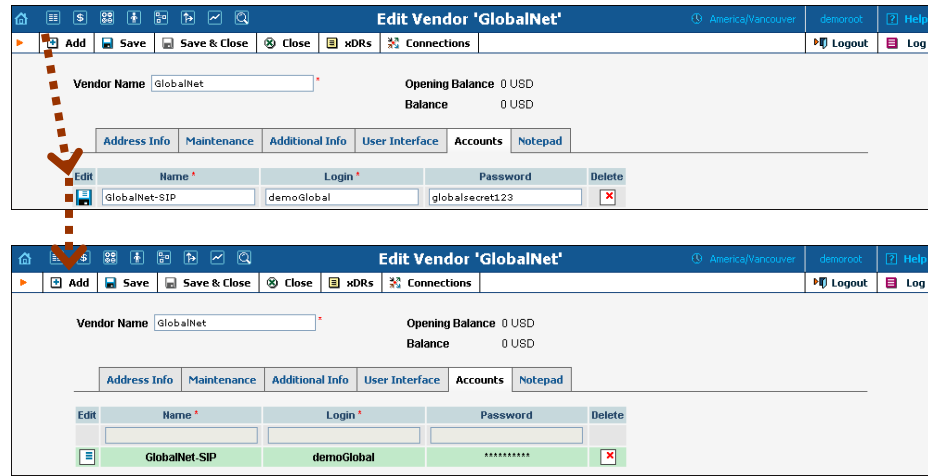 Edit Vendor 'GlobalNet'
America/Vancouver
demoroot
Help
Add
Save
Save & Close
Close
xDRs
Connections
Logout
Log
Vendor Name GlobalNet * Opening Balance 0 USD
Balance 0 USD
Address Info Maintenance Additional Info User Interface Accounts Notepad
Edit Name * Login * Password Delete
GlobalNet-SIP demoGlobal globalsecret123
Edit Vendor 'GlobalNet'
America/Vancouver
demoroot
Help
Add
Save
Save & Close
Close
xDRs
Connections
Logout
Log
Vendor Name GlobalNet * Opening Balance 0 USD
Balance 0 USD
Address Info Maintenance Additional Info User Interface Accounts Notepad
Edit Name * Login * Password Delete
GlobalNet-SIP demoGlobal **********